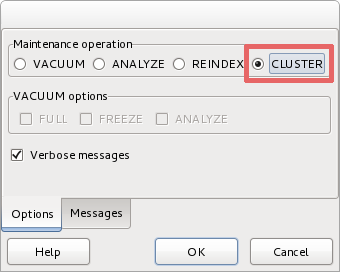 Maintenance operation
VACUUM ANALYZE REINDEX CLUSTER
VACUUM options
FULL FREEZE ANALYZE
Verbose messages
Options Messages
Help OK Cancel